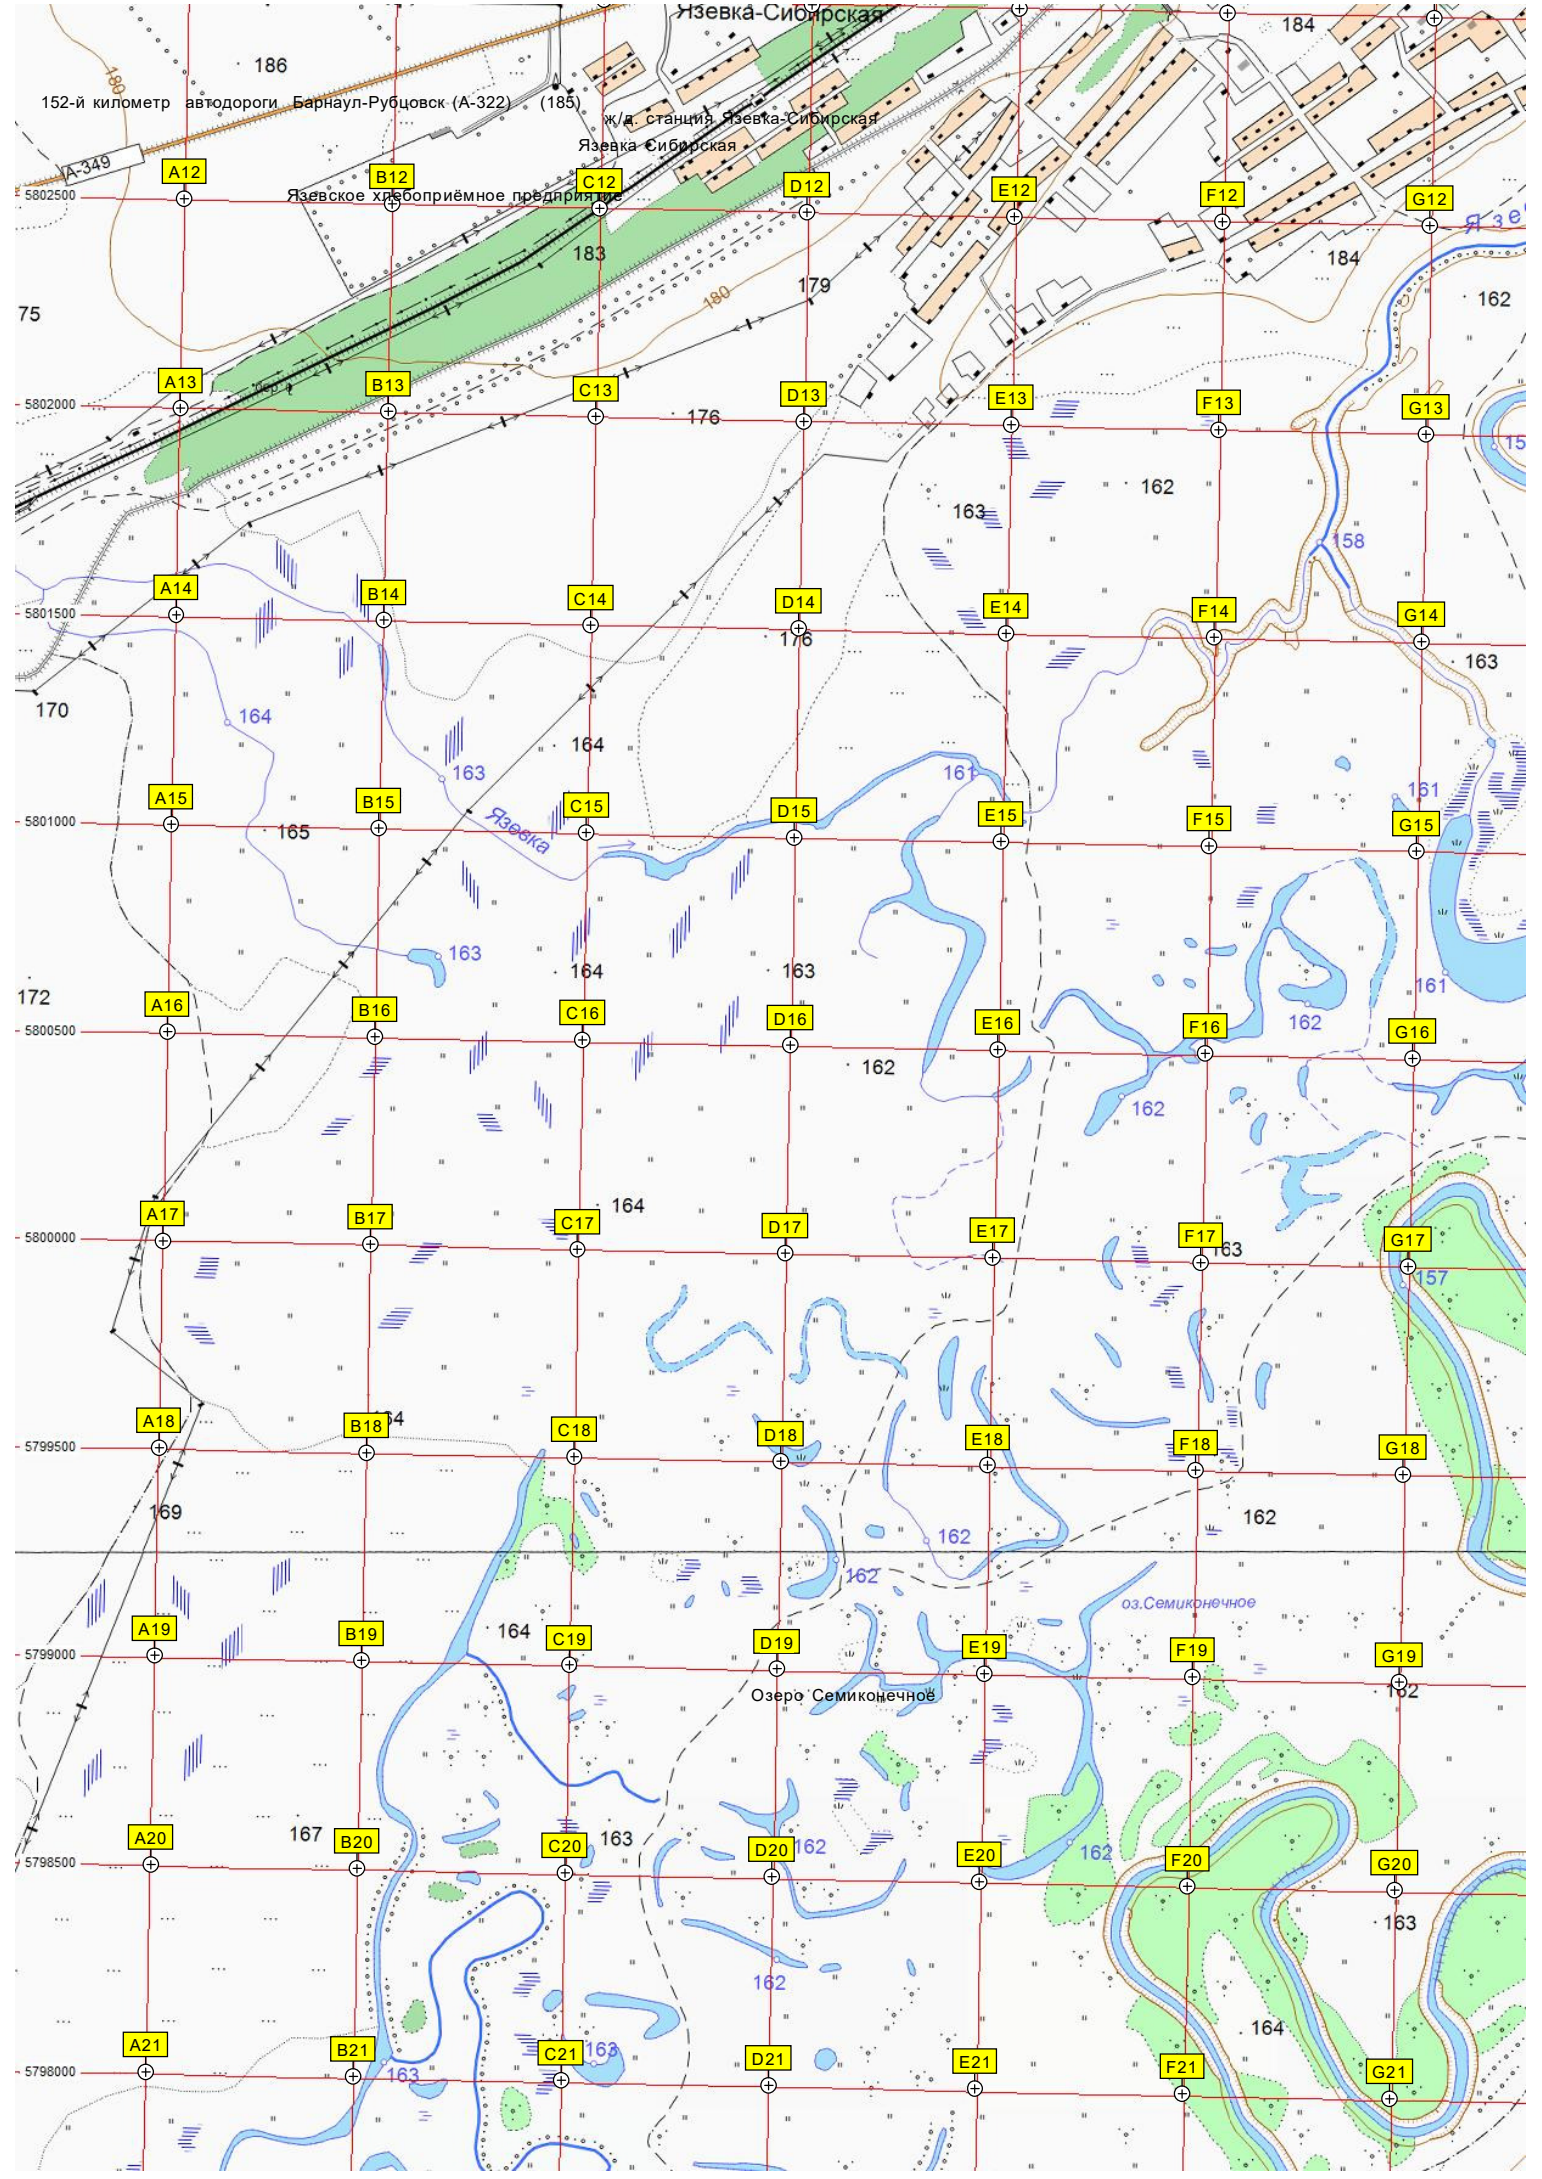 Язевка-Сибирская
184
186
180
152-й километр автодороги Барнаул-Рубцовск (А-322) (185)
ж/д. станция Язевка-Сибирская
Язевка Сибирская
А-349
A12
B12
C12
D12
E12
F12
G12
5802500
Язевское хлебоприёмное предприятие
Язе
183
184
179
180
162
75
A13
B13
C13
D13
E13
F13
G13
5802000
176
15
162
163
158
A14
B14
C14
D14
E14
F14
G14
5801500
176
163
170
164
164
163
161
161
A15
B15
C15
D15
E15
F15
G15
5801000
165
Язевка
163
164
163
161
172
162
A16
B16
C16
D16
E16
F16
G16
5800500
162
162
164
A17
B17
C17
D17
E17
F17
G17
5800000
163
157
A18
B18
C18
D18
E18
F18
G18
5799500
169
162
162
162
оз.Семиконечное
164
A19
B19
C19
D19
E19
F19
G19
5799000
Озеро Семиконечное
162
167
163
162
162
A20
B20
C20
D20
E20
F20
G20
5798500
163
162
164
A21
B21
C21
D21
E21
F21
G21
5798000
163
163